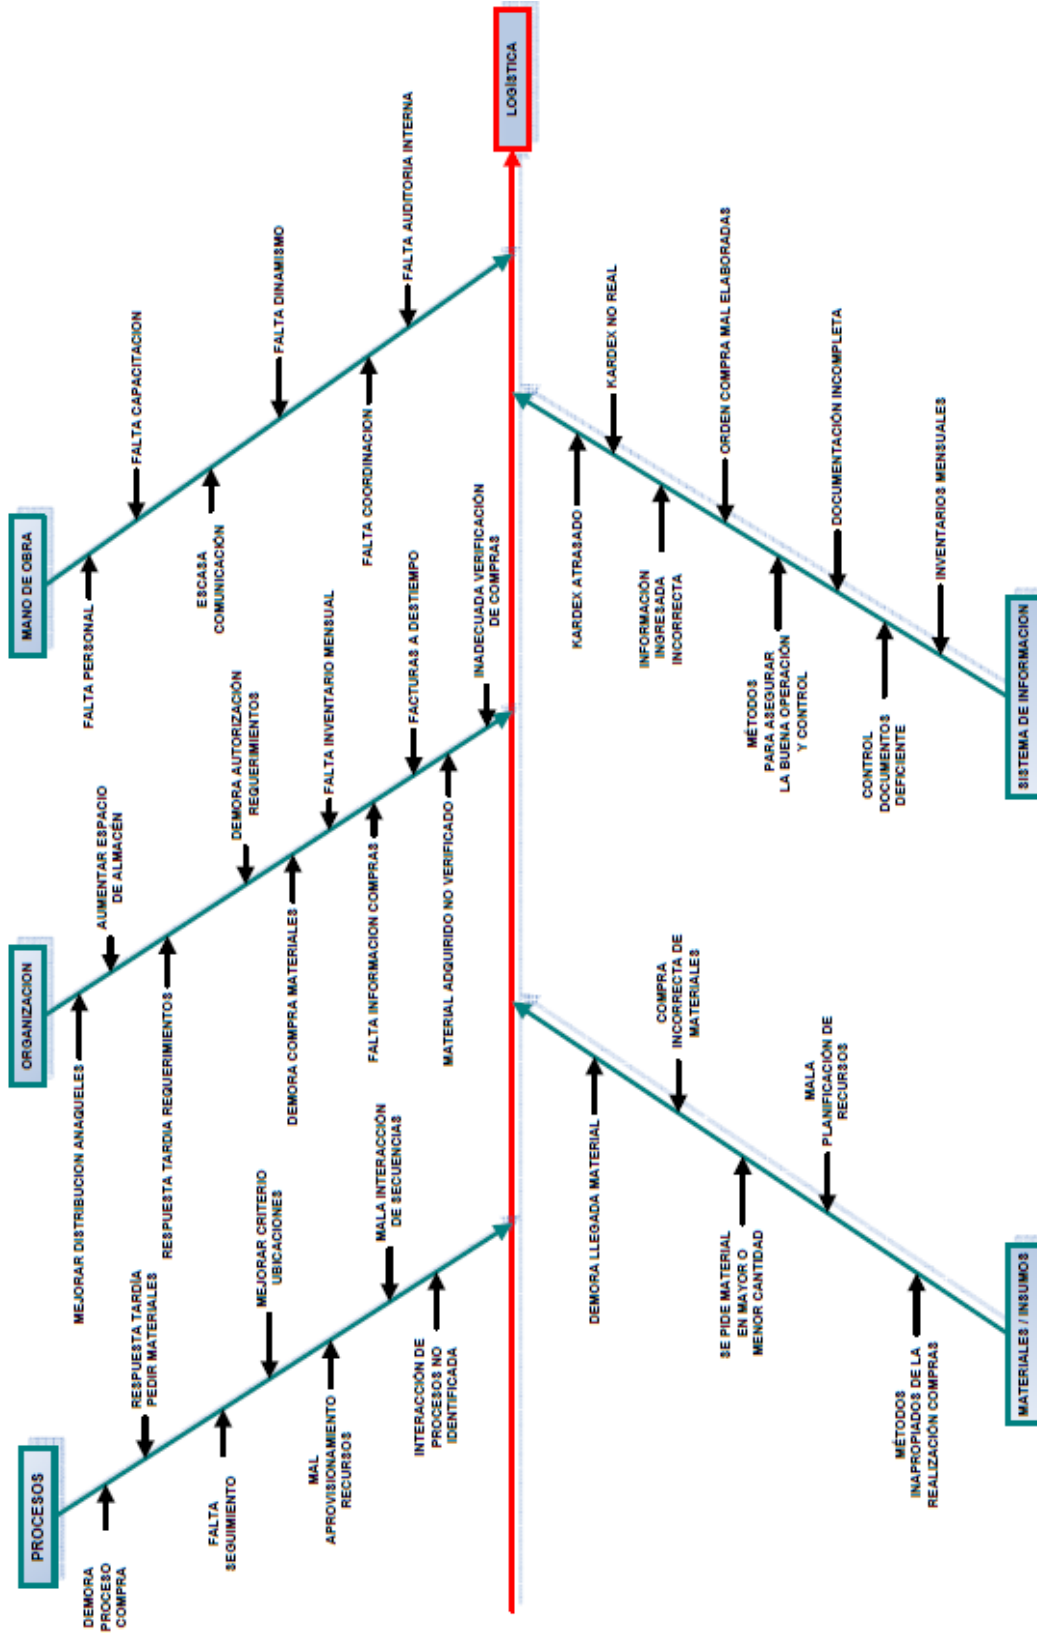 PROCESOS
DEMORA
PROCESO
COMPRA
RESPUESTA TARDÍA
PEDIR MATERIALES
FALTA
SEGUIMIENTO
MEJORAR CRITERIO
UBICACIONES
MAL
APROVISIONAMIENTO
RECURSOS
MALA INTERACCIÓN
DE SECUENCIAS
INTERACCIÓN DE
PROCESOS NO
IDENTIFICADA
ORGANIZACION
MEJORAR DISTRIBUCION ANAQUELES
AUMENTAR ESPACIO
DE ALMACÉN
RESPUESTA TARDIA REQUERIMIENTOS
DEMORA AUTORIZACIÓN
REQUERIMIENTOS
DEMORA COMPRA MATERIALES
FALTA INVENTARIO MENSUAL
FALTA INFORMACION COMPRAS
FACTURAS A DESTIEMPO
MATERIAL ADQUIRIDO NO VERIFICADO
INADECUADA VERIFICACIÓN
DE COMPRAS
MANO DE OBRA
FALTA PERSONAL
FALTA CAPACITACION
ESCASA
COMUNICACIÓN
FALTA DINAMISMO
FALTA COORDINACION
FALTA AUDITORIA INTERNA
LOGÍSTICA
DEMORA LLEGADA MATERIAL
COMPRA
INCORRECTA DE
MATERIALES
SE PIDE MATERIAL
EN MAYOR O
MENOR CANTIDAD
MALA
PLANIFICACIÓN DE
RECURSOS
MÉTODOS
INAPROPIADOS DE LA
REALIZACIÓN COMPRAS
MATERIALES / INSUMOS
KARDEX ATRASADO
KARDEX NO REAL
INFORMACIÓN
INGRESADA
INCORRECTA
ORDEN COMPRA MAL ELABORADAS
MÉTODOS
PARA ASEGURAR
LA BUENA OPERACIÓN
Y CONTROL
DOCUMENTACIÓN INCOMPLETA
CONTROL
DOCUMENTOS
DEFICIENTE
INVENTARIOS MENSUALES
SISTEMA DE INFORMACION